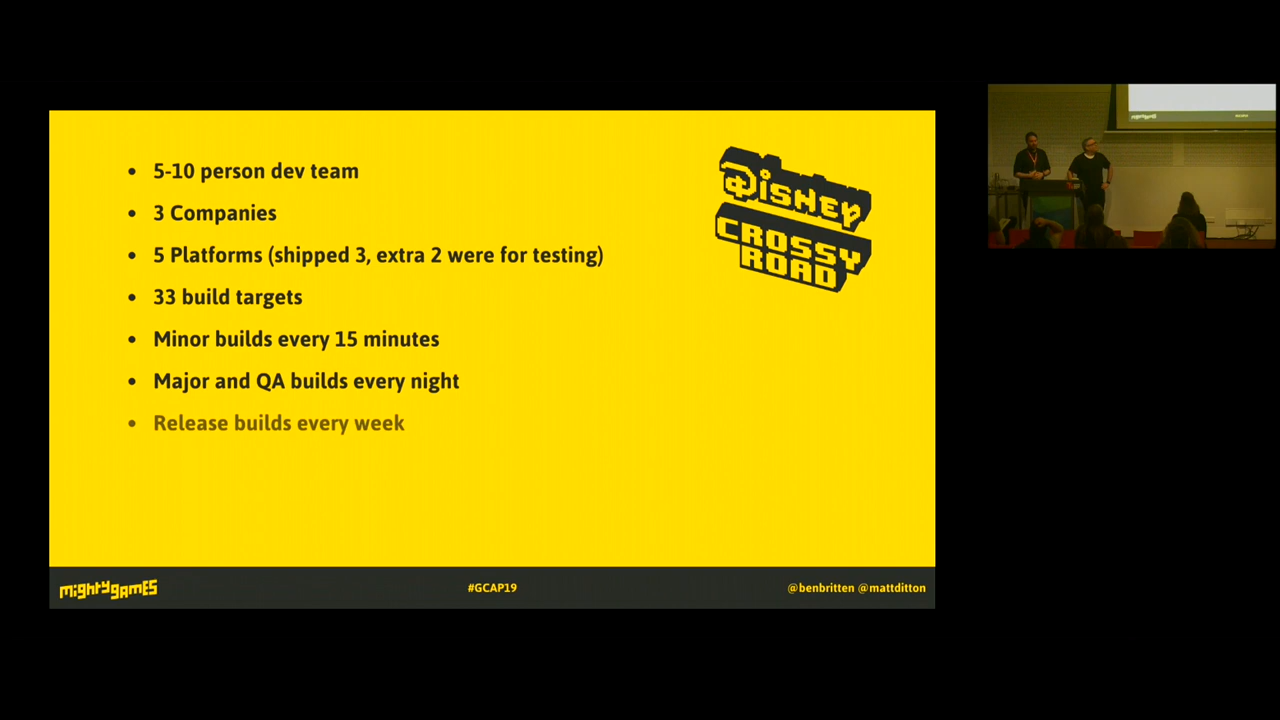 • 5-10 person dev team
• 3 Companies
• 5 Platforms (shipped 3, extra 2 were for testing)
• 33 build targets
• Minor builds every 15 minutes
• Major and QA builds every night
• Release builds every week
DISNEY
CROSSY
ROAD
mightygames
#GCAP19
@benbritten @mattditton